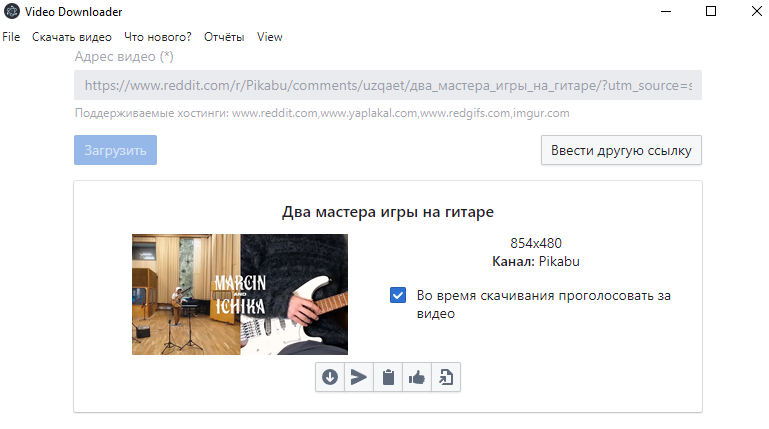 Video Downloader
File Скачать видео Что нового? Отчёты View
Адрес видео (*)
https://www.reddit.com/r/Pikabu/comments/uzqaet/два_мастера_игры_на_гитаре/?utm_source=s
Поддерживаемые хостинги: www.reddit.com,www.yaplakal.com,www.redgifs.com,imgur.com
Загрузить
Ввести другую ссылку
Два мастера игры на гитаре
854x480
Канал: Pikabu
MARCIN
AND
ICHIKA
Во время скачивания проголосовать за
видео